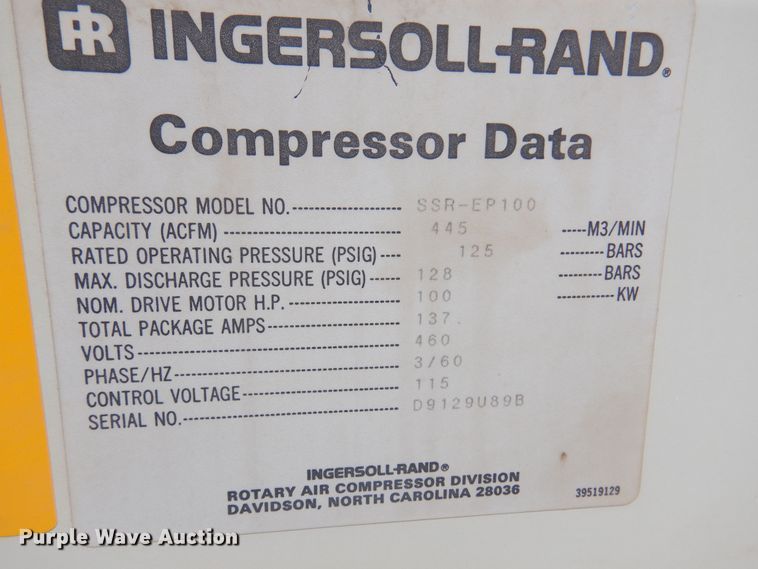 IR INGERSOLL-RAND®
Compressor Data
COMPRESSOR MODEL NO. SSR-EP100
CAPACITY (ACFM) 445 M3/MIN
RATED OPERATING PRESSURE (PSIG) 125 BARS
MAX. DISCHARGE PRESSURE (PSIG) 128 BARS
NOM. DRIVE MOTOR H.P. 100 KW
TOTAL PACKAGE AMPS 137.
VOLTS 460
PHASE/HZ 3/60
CONTROL VOLTAGE 115
SERIAL NO. D9129U89B
INGERSOLL-RAND®
ROTARY AIR COMPRESSOR DIVISION
DAVIDSON, NORTH CAROLINA 28036
39519129
Purple Wave Auction